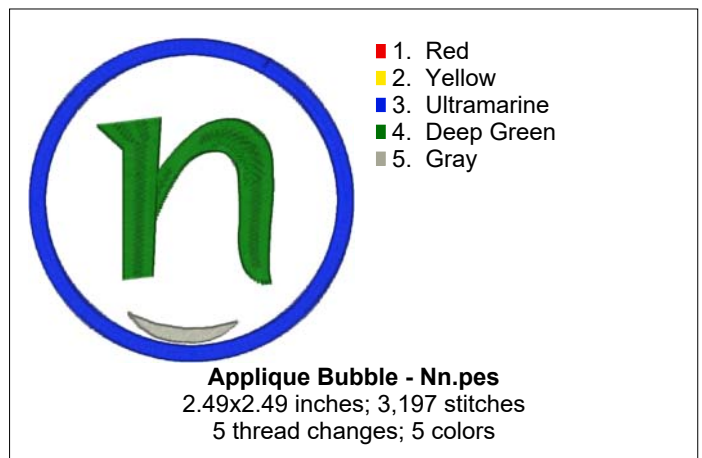 n
1. Red
2. Yellow
3. Ultramarine
4. Deep Green
5. Gray
Applique Bubble - Nn.pes
2.49x2.49 inches; 3,197 stitches
5 thread changes; 5 colors